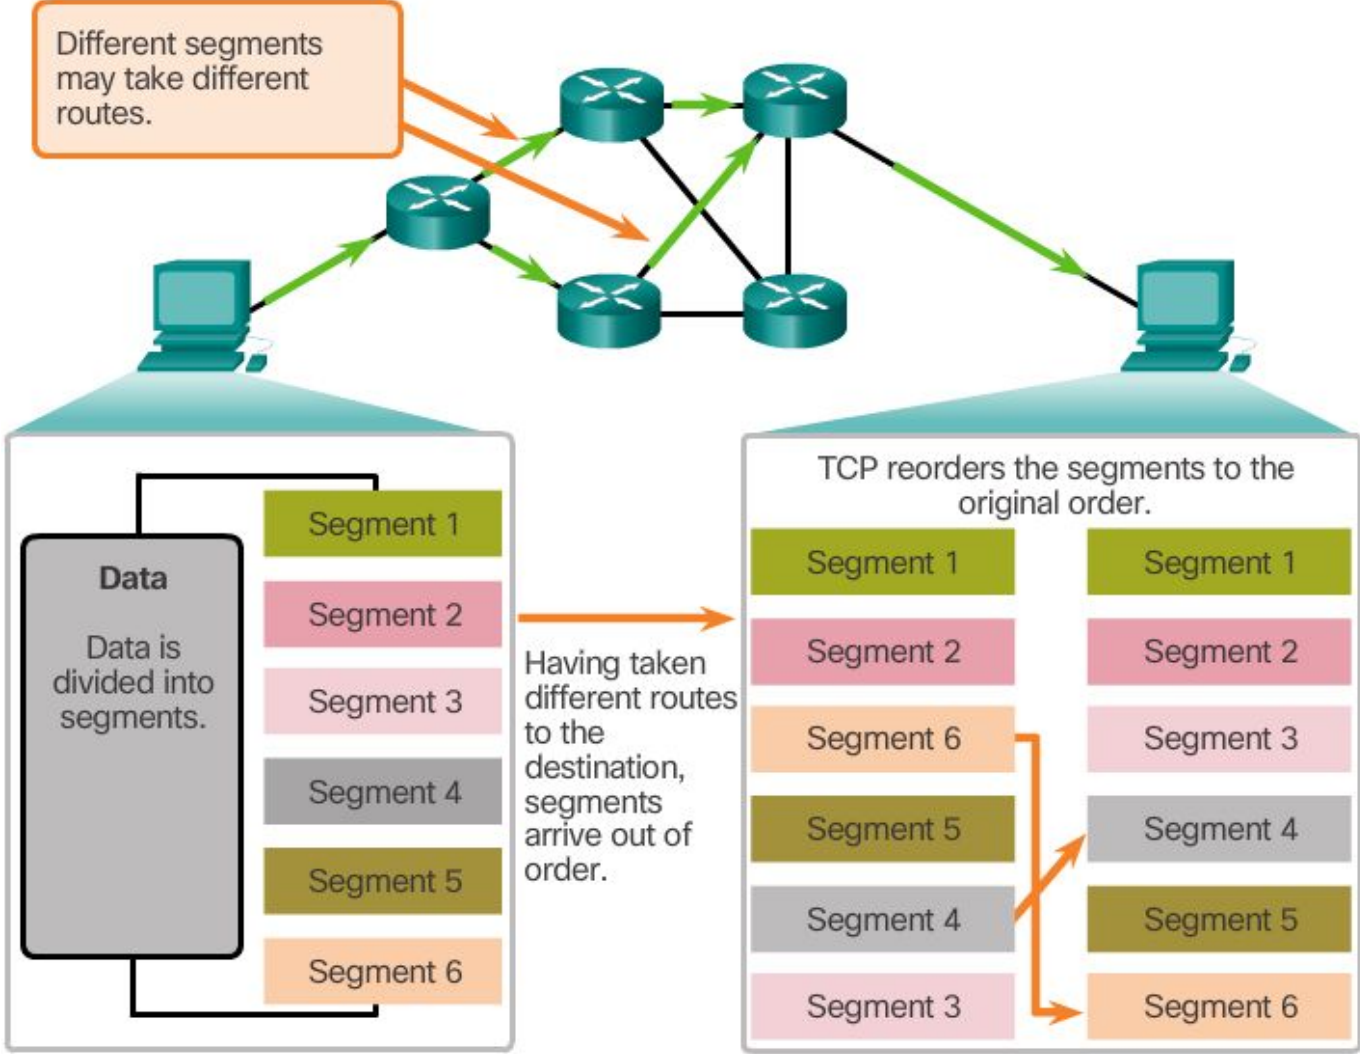 Different segments
may take different
routes.
Data
Data is
divided into
segments.
Segment 1
Segment 2
Segment 3
Segment 4
Segment 5
Segment 6
Having taken
different routes
to the
destination,
segments
arrive out of
order.
TCP reorders the segments to the
original order.
Segment 1
Segment 2
Segment 6
Segment 5
Segment 4
Segment 3
Segment 1
Segment 2
Segment 3
Segment 4
Segment 5
Segment 6